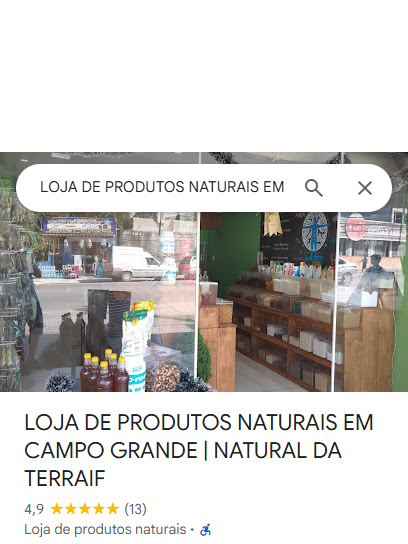 LOJA DE PRODUTOS NATURAIS EM
LOJA DE PRODUTOS NATURAIS EM
CAMPO GRANDE | NATURAL DA
TERRAIF
4,9 (13)
Loja de produtos naturais •